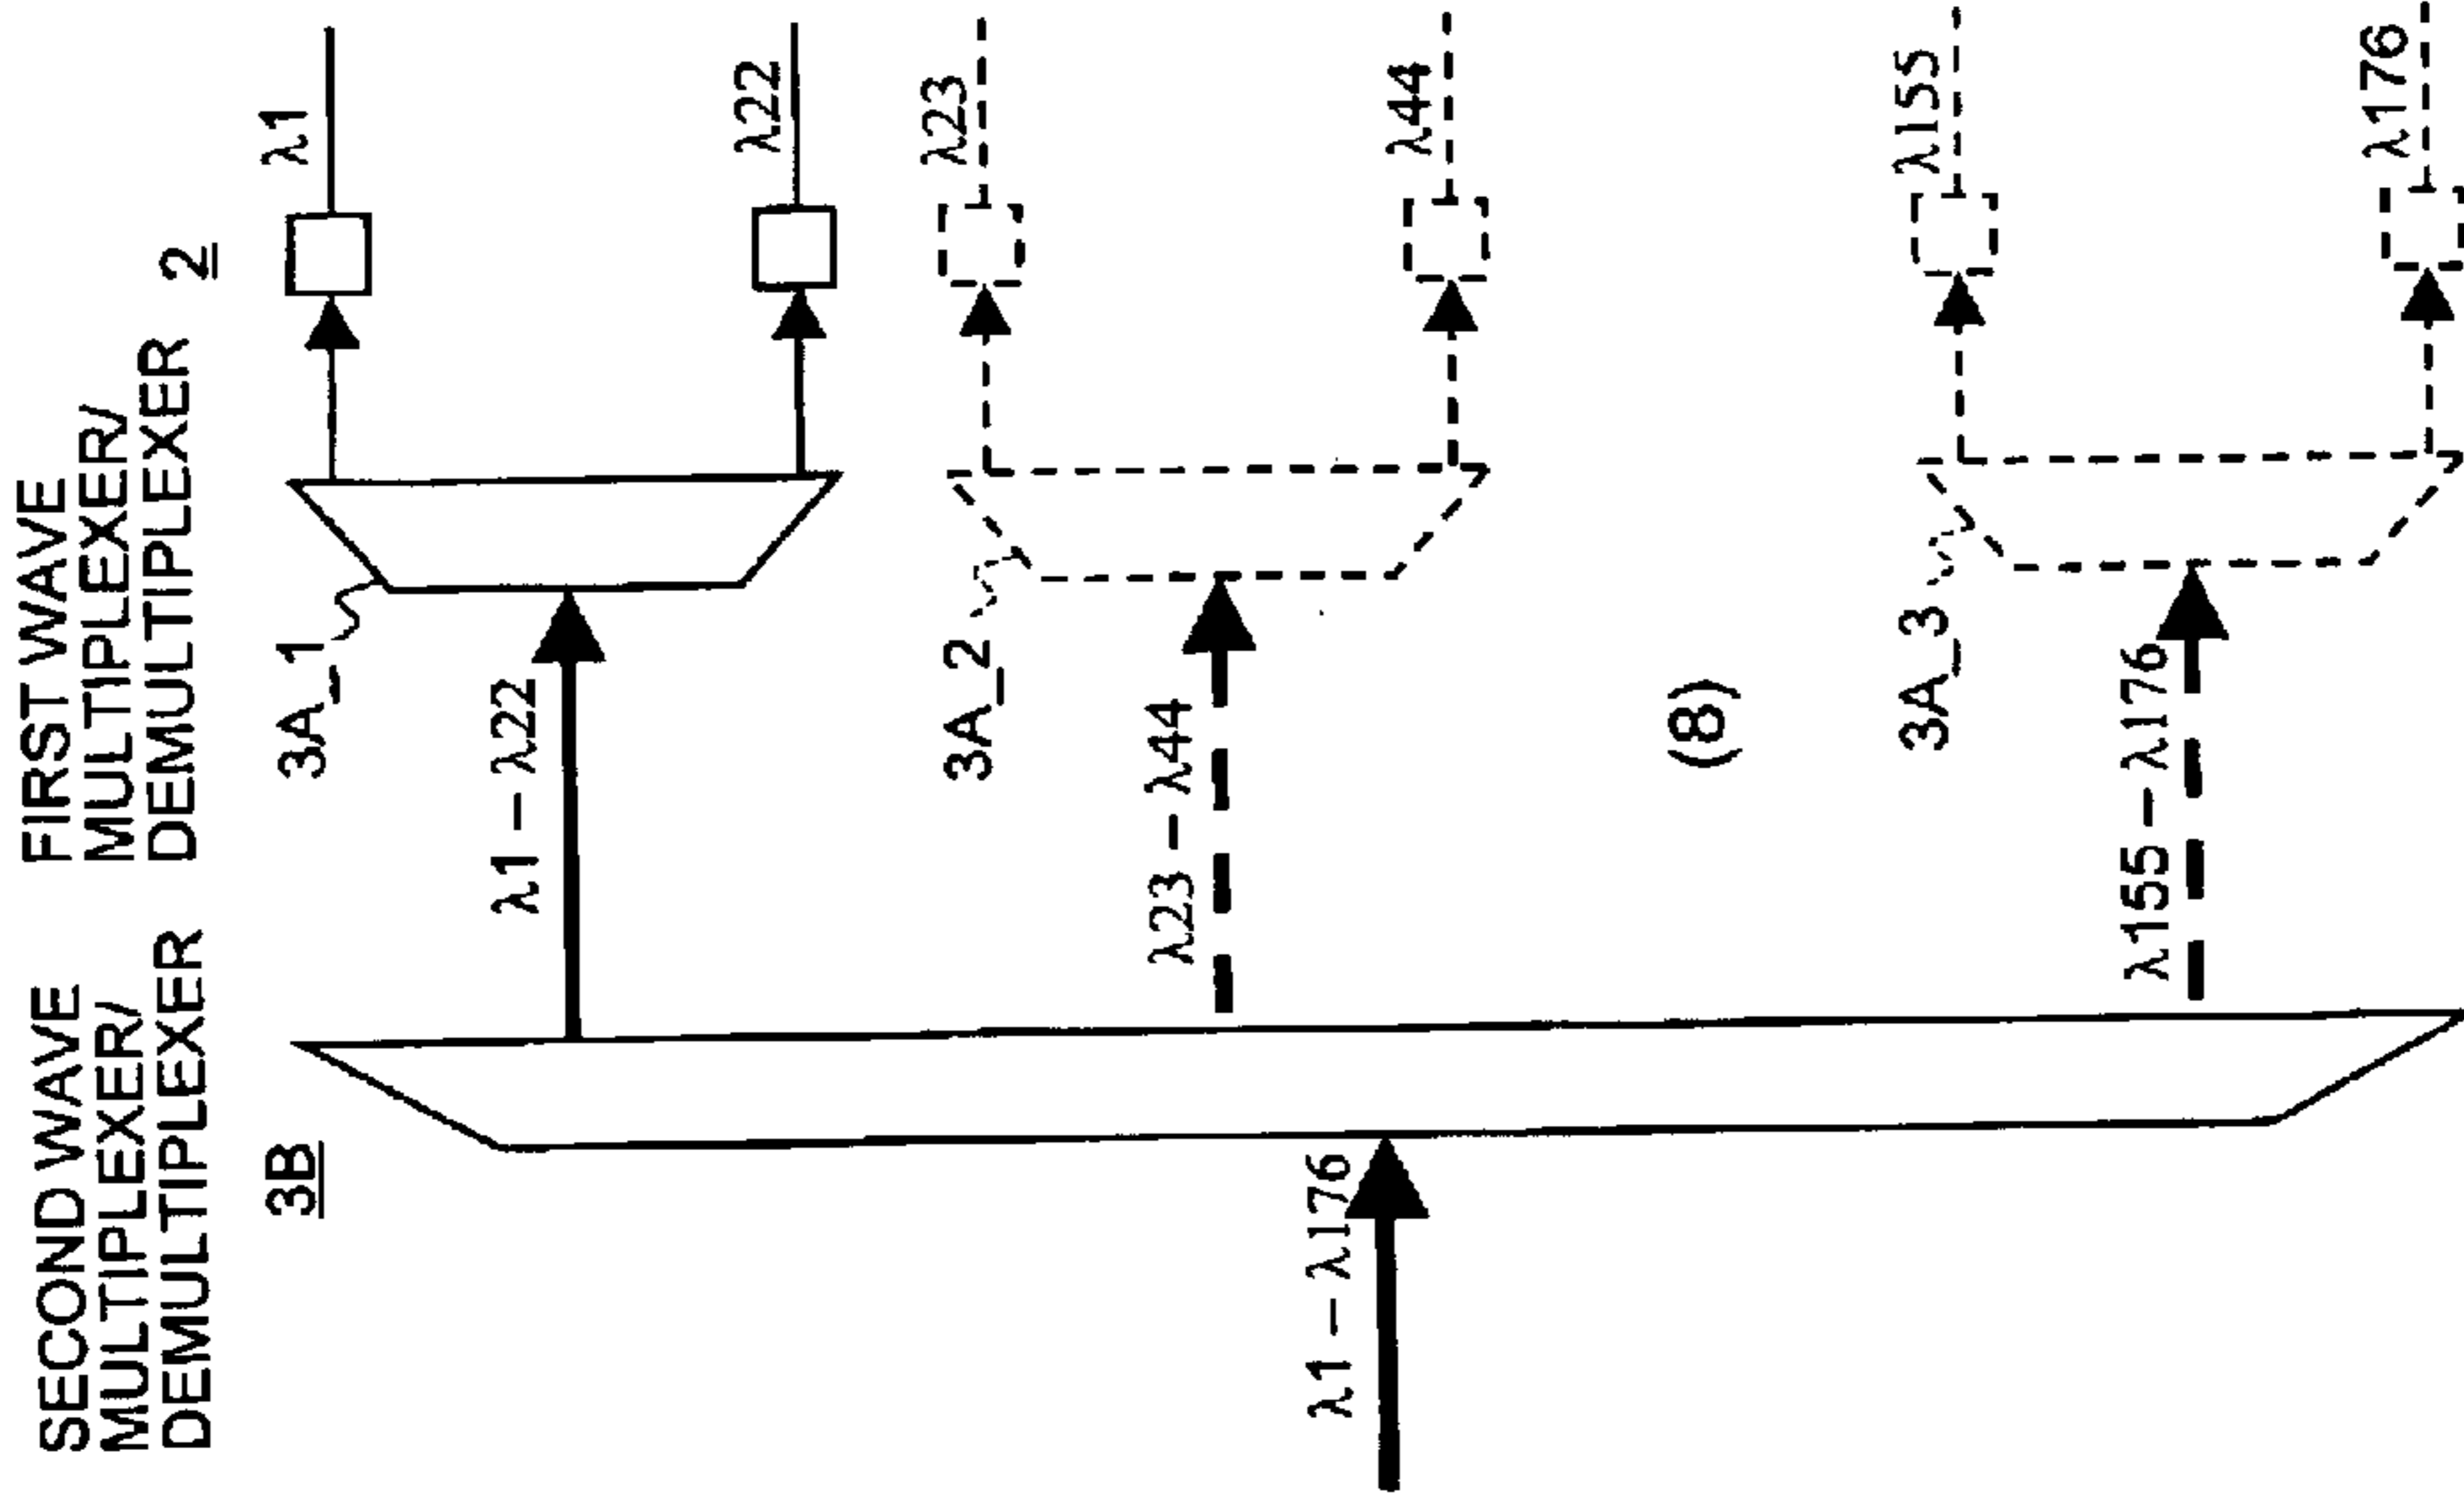 SECOND WAVE
MULTIPLEXER/
DEMULTIPLEXER
3B
λ1 – λ176
FIRST WAVE
MULTIPLEXER/
DEMULTIPLEXER
2
3A_1
λ1 – λ22
λ1
λ22
3A_2
λ23 – λ44
λ23
λ44
(8)
3A_3
λ155 – λ176
λ155
λ176